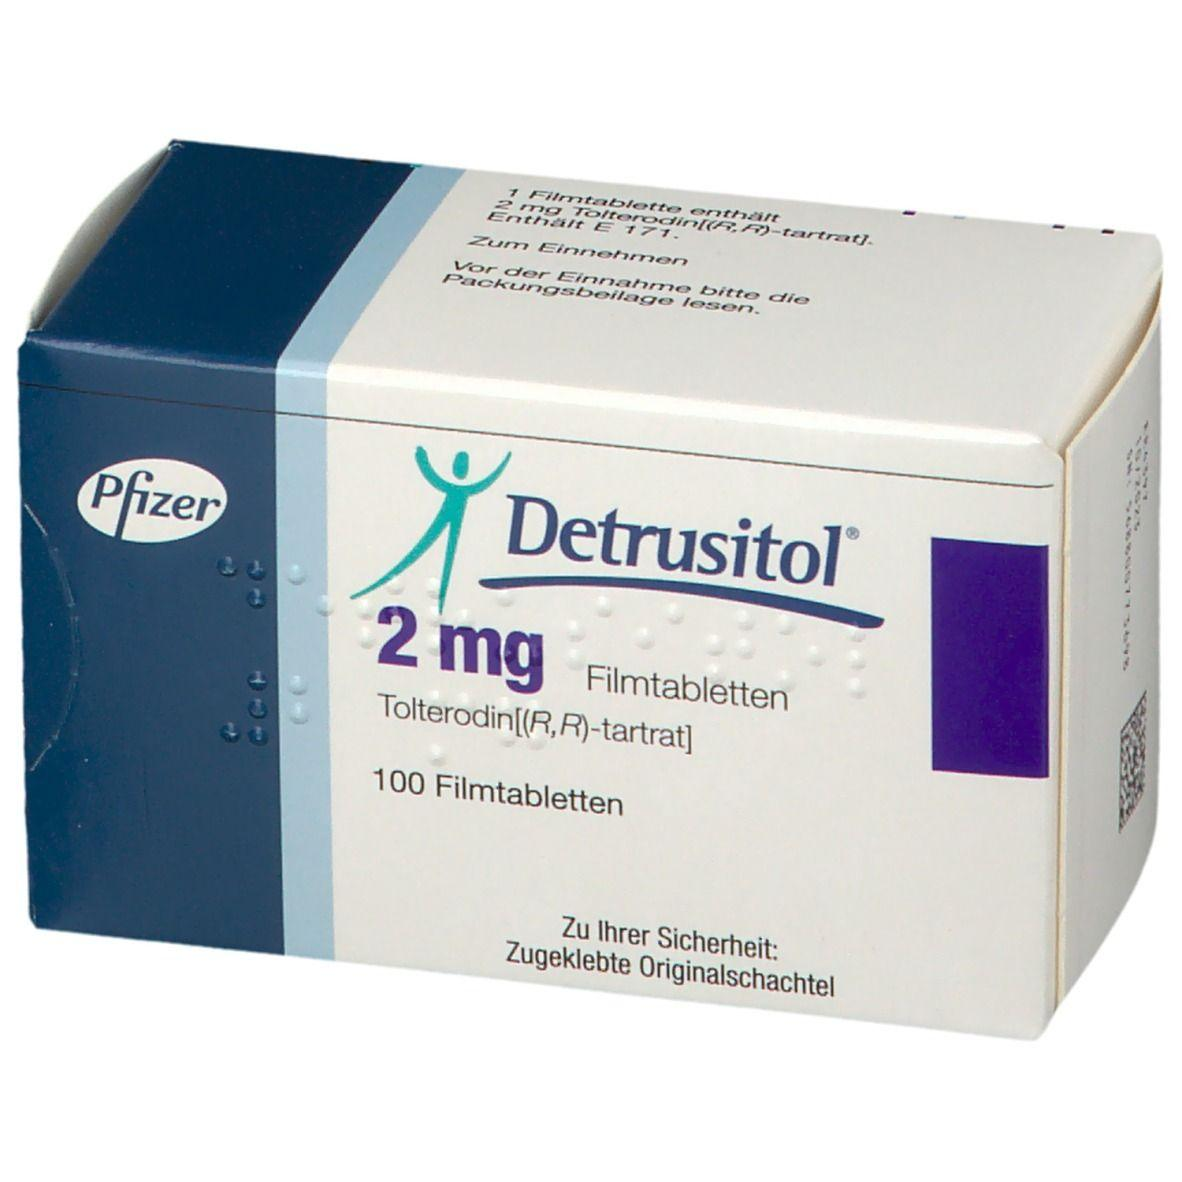 1 Filmtablette enthält
2 mg Tolterodin[(R,R)-tartrat].
Enthält E 171.
Zum Einnehmen
Vor der Einnahme bitte die
Packungsbeilage lesen.
Pfizer
Detrusitol®
2 mg Filmtabletten
Tolterodin[(R,R)-tartrat]
100 Filmtabletten
Zu Ihrer Sicherheit:
Zugeklebte Originalschachtel